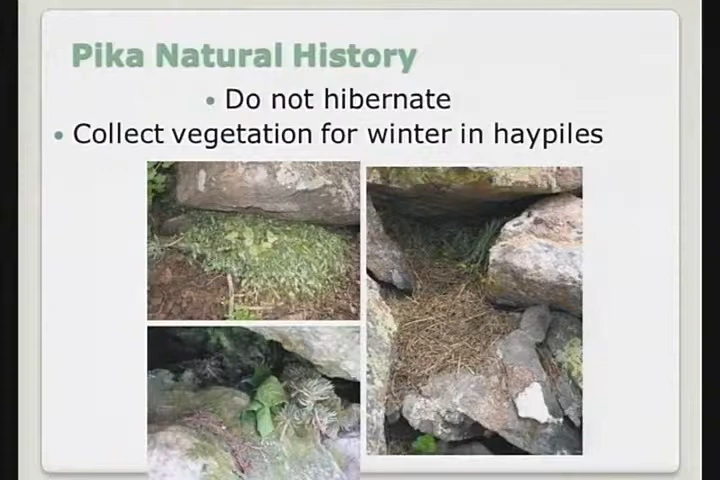 Pika Natural History
• Do not hibernate
• Collect vegetation for winter in haypiles